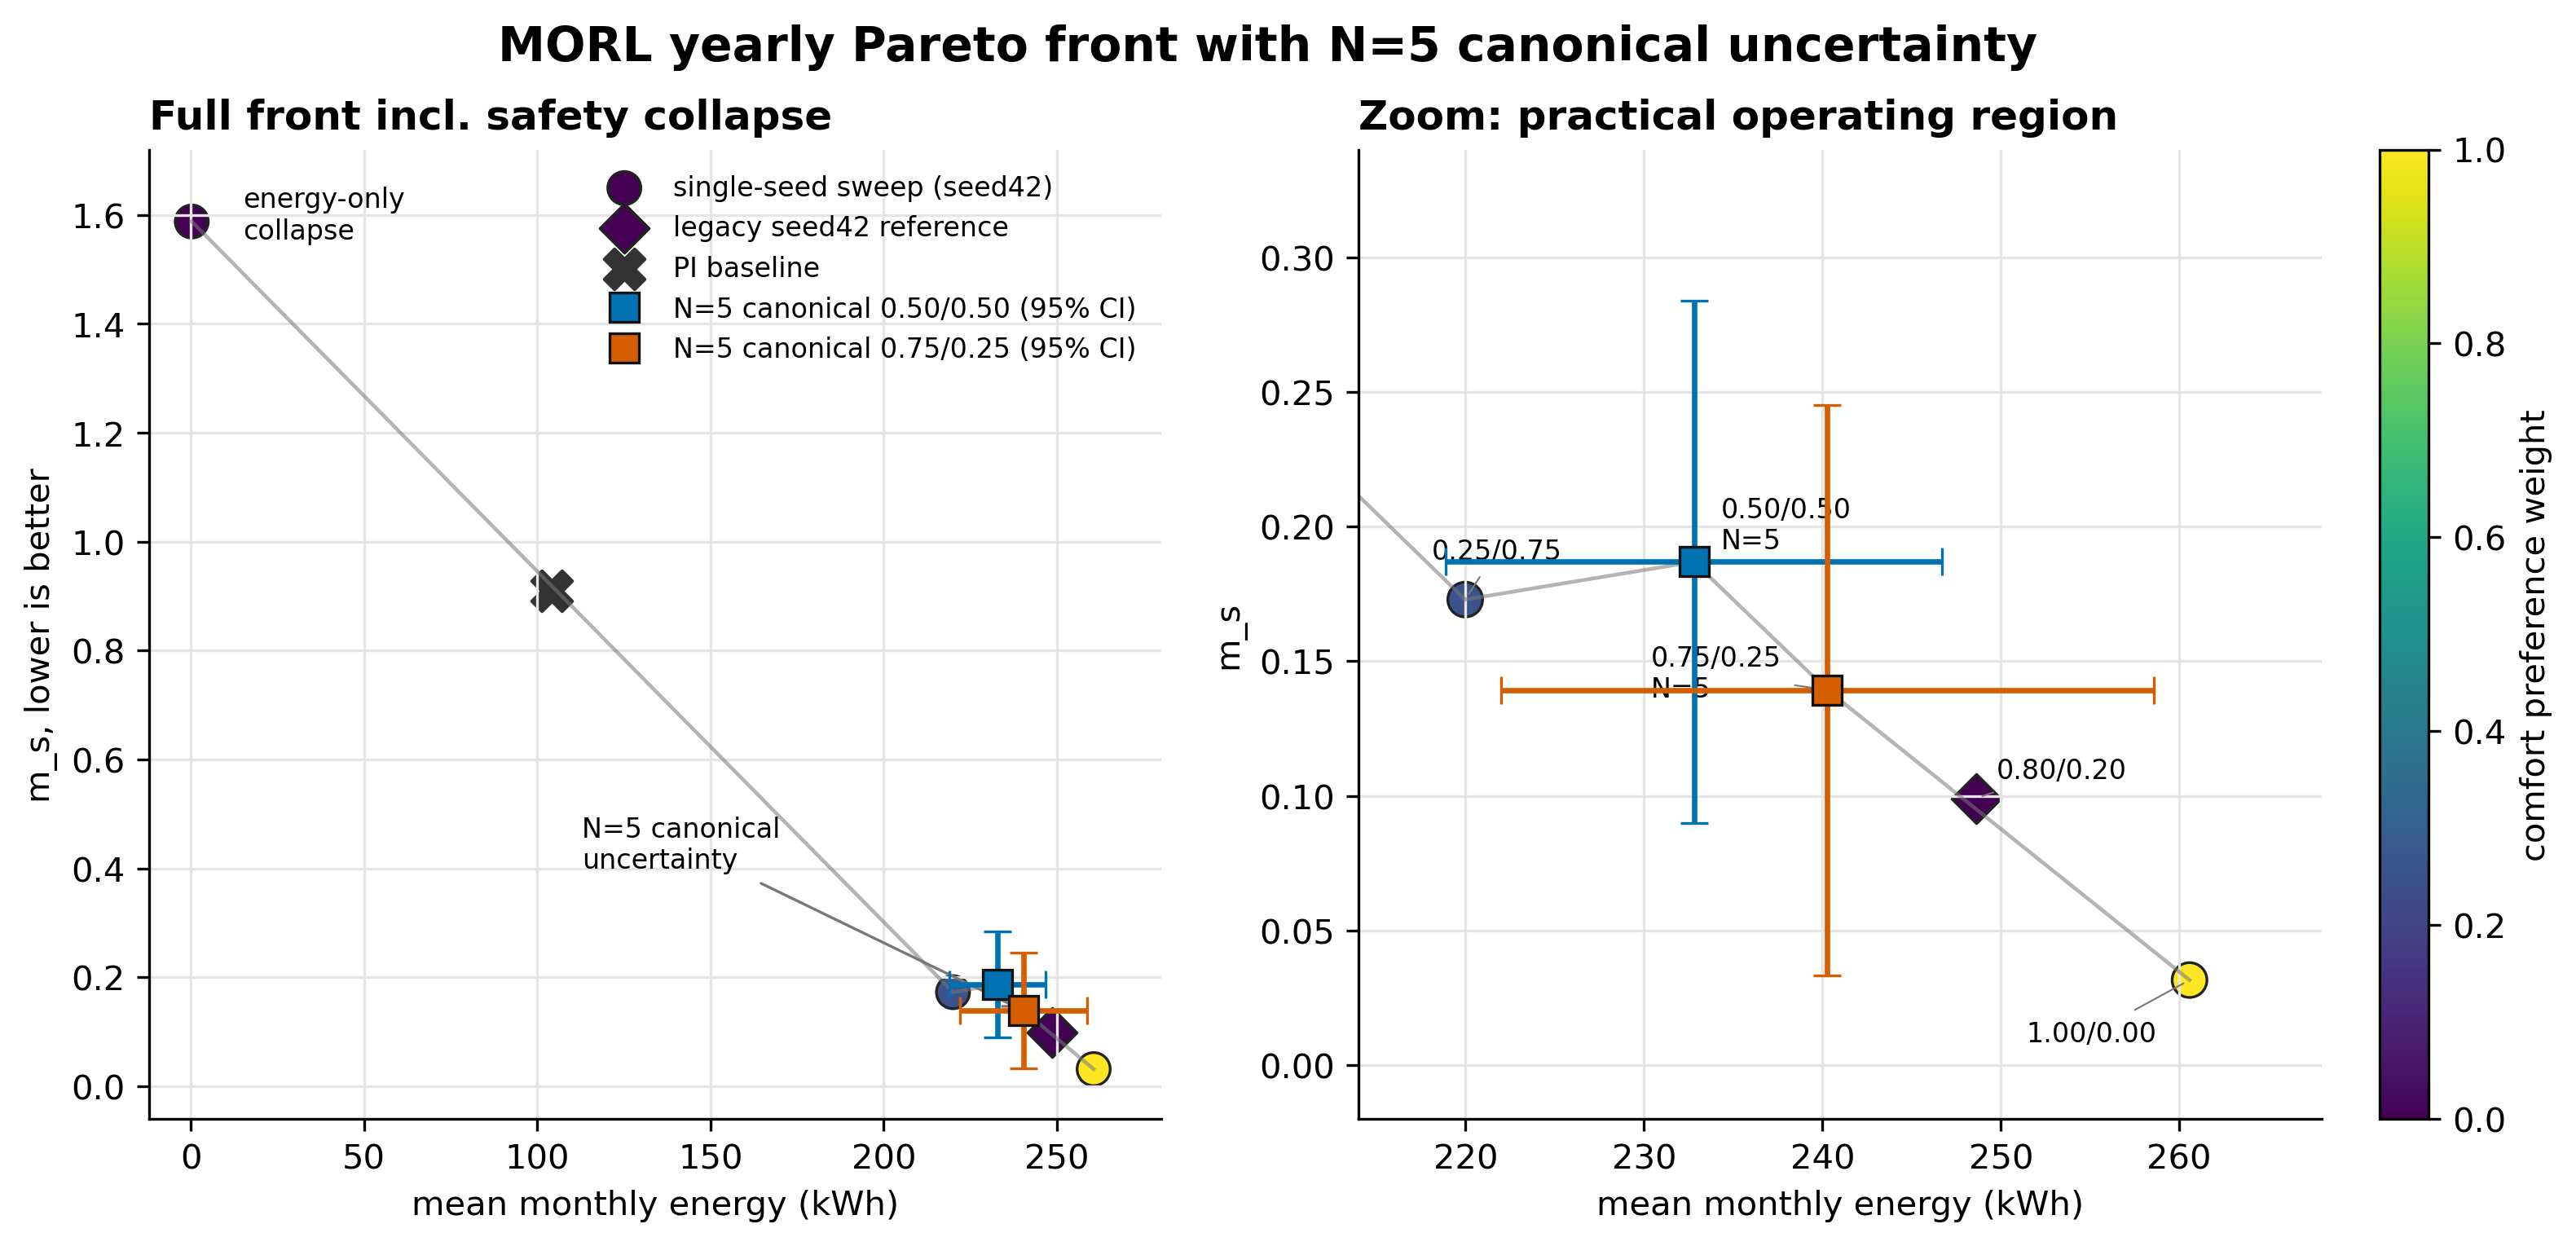 MORL yearly Pareto front with N=5 canonical uncertainty
Full front incl. safety collapse
m_s, lower is better
1.6
1.4
1.2
1.0
0.8
0.6
0.4
0.2
0.0
energy-only
collapse
single-seed sweep (seed42)
legacy seed42 reference
PI baseline
N=5 canonical 0.50/0.50 (95% CI)
N=5 canonical 0.75/0.25 (95% CI)
N=5 canonical
uncertainty
0
50
100
150
200
250
mean monthly energy (kWh)
Zoom: practical operating region
m_s
0.30
0.25
0.20
0.15
0.10
0.05
0.00
0.50/0.50
N=5
0.25/0.75
0.75/0.25
N=5
0.80/0.20
1.00/0.00
220
230
240
250
260
mean monthly energy (kWh)
1.0
0.8
0.6
0.4
0.2
0.0
comfort preference weight